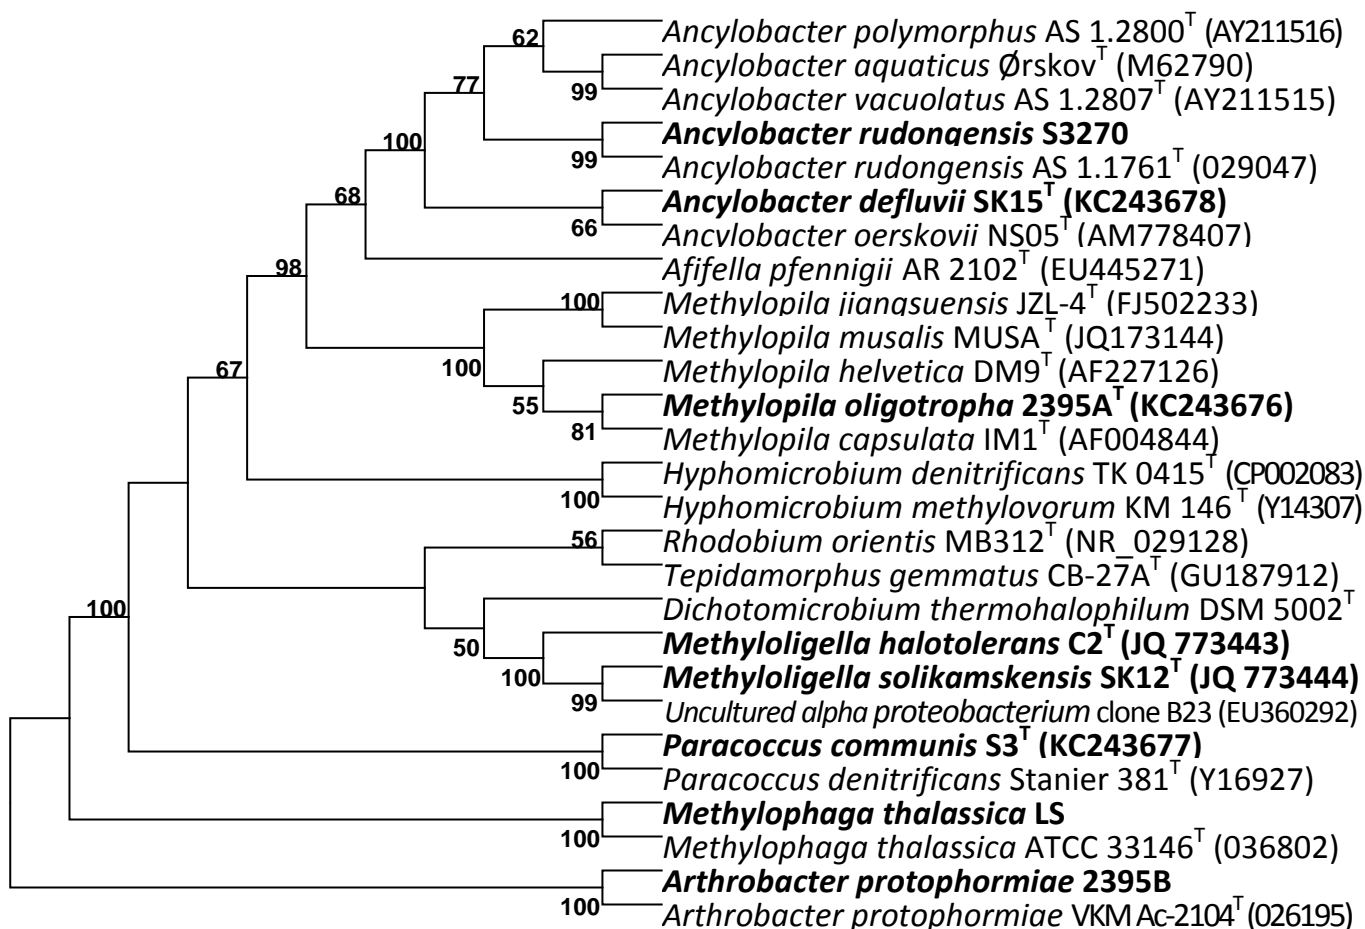 Ancylobacter polymorphus AS 1.2800T (AY211516)
62
Ancylobacter aquaticus ØrskovT (M62790)
77
99
Ancylobacter vacuolatus AS 1.2807T (AY211515)
Ancylobacter rudongensis S3270
100
99
Ancylobacter rudongensis AS 1.1761T (029047)
68
Ancylobacter defluvii SK15T (KC243678)
66
Ancylobacter oerskovii NS05T (AM778407)
98
Afifella pfennigii AR 2102T (EU445271)
100
Methylopila jiangsuensis JZL-4T (FJ502233)
Methylopila musalis MUSAT (JQ173144)
67
100
Methylopila helvetica DM9T (AF227126)
55
Methylopila oligotropha 2395AT (KC243676)
81
Methylopila capsulata IM1T (AF004844)
Hyphomicrobium denitrificans TK 0415T (CP002083)
100
Hyphomicrobium methylovorum KM 146 T (Y14307)
56
Rhodobium orientis MB312T (NR_029128)
Tepidamorphus gemmatus CB-27AT (GU187912)
100
Dichotomicrobium thermohalophilum DSM 5002T
50
Methyloligella halotolerans C2T (JQ 773443)
100
Methyloligella solikamskensis SK12T (JQ 773444)
99
Uncultured alpha proteobacterium clone B23 (EU360292)
Paracoccus communis S3T (KC243677)
100
Paracoccus denitrificans Stanier 381T (Y16927)
Methylophaga thalassica LS
100
Methylophaga thalassica ATCC 33146T (036802)
Arthrobacter protophormiae 2395B
100
Arthrobacter protophormiae VKM Ac-2104T (026195)